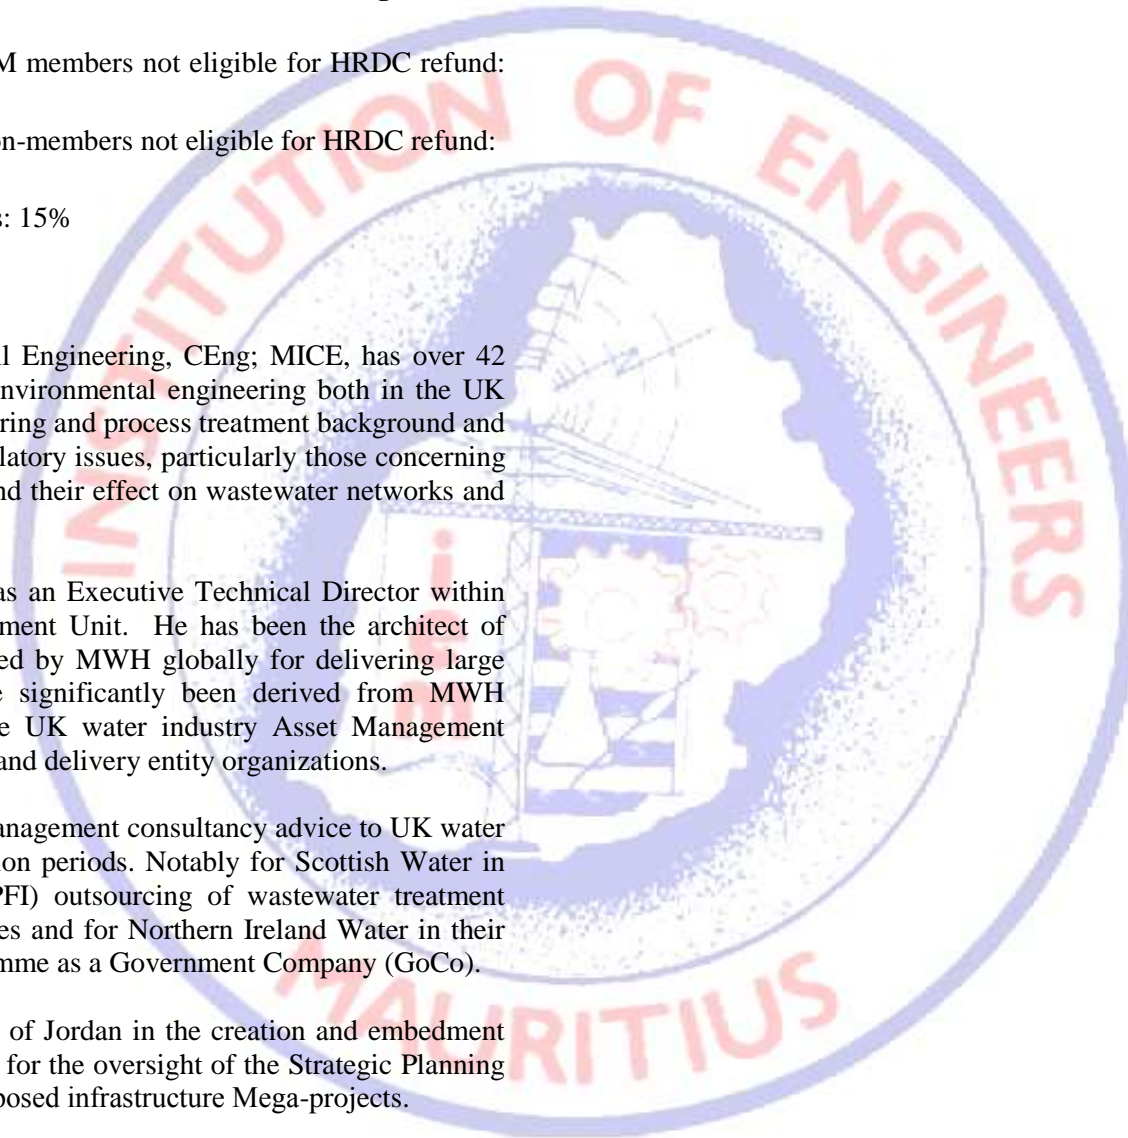 M members not eligible for HRDC refund:
on-members not eligible for HRDC refund:
s: 15%
l Engineering, CEng; MICE, has over 42
nvironmental engineering both in the UK
ring and process treatment background and
latory issues, particularly those concerning
nd their effect on wastewater networks and
as an Executive Technical Director within
ment Unit. He has been the architect of
ed by MWH globally for delivering large
e significantly been derived from MWH
e UK water industry Asset Management
and delivery entity organizations.
anagement consultancy advice to UK water
ion periods. Notably for Scottish Water in
PFI) outsourcing of wastewater treatment
es and for Northern Ireland Water in their
mme as a Government Company (GoCo).
of Jordan in the creation and embedment
for the oversight of the Strategic Planning
posed infrastructure Mega-projects.
INSTITUTION OF ENGINEERS
MAURITIUS